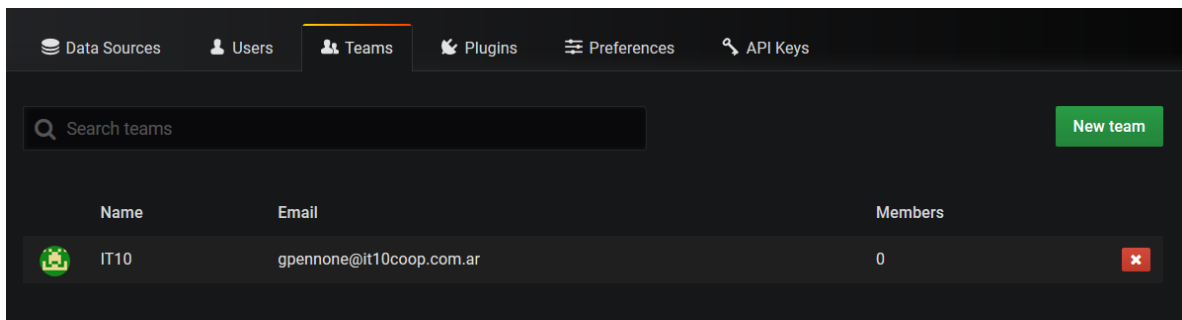 Data Sources Users Teams Plugins Preferences API Keys
Search teams New team
Name Email Members
IT10 gpennone@it10coop.com.ar 0